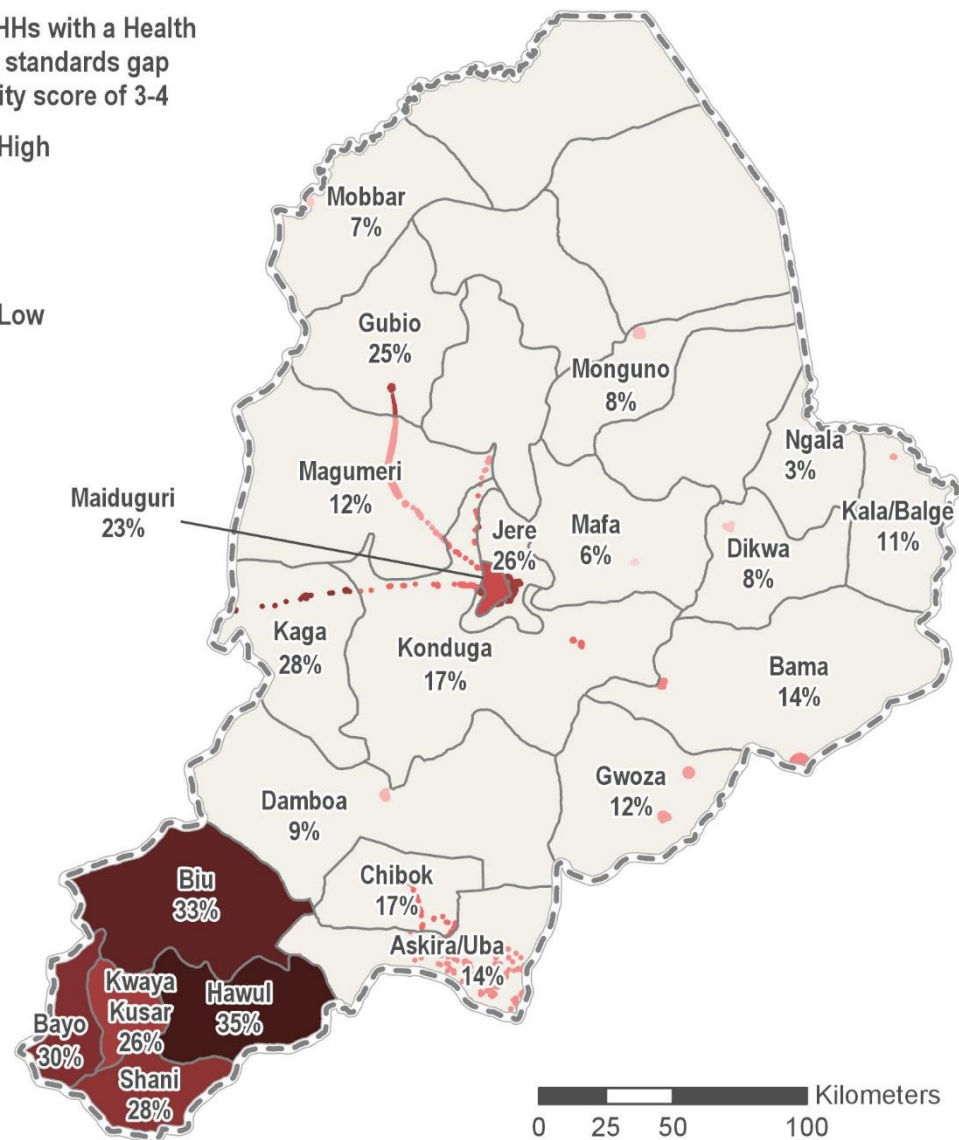 HHs with a Health
standards gap
ity score of 3-4
High
Low
Mobbar
7%
Gubio
25%
Monguno
8%
Ngala
3%
Magumeri
12%
Maiduguri
23%
Jere
26%
Mafa
6%
Dikwa
8%
Kala/Balge
11%
Kaga
28%
Konduga
17%
Bama
14%
Gwoza
12%
Damboa
9%
Chibok
17%
Askira/Uba
14%
Biu
33%
Kwaya
Kusar
26%
Hawul
35%
Bayo
30%
Shani
28%
Kilometers
0 25 50 100